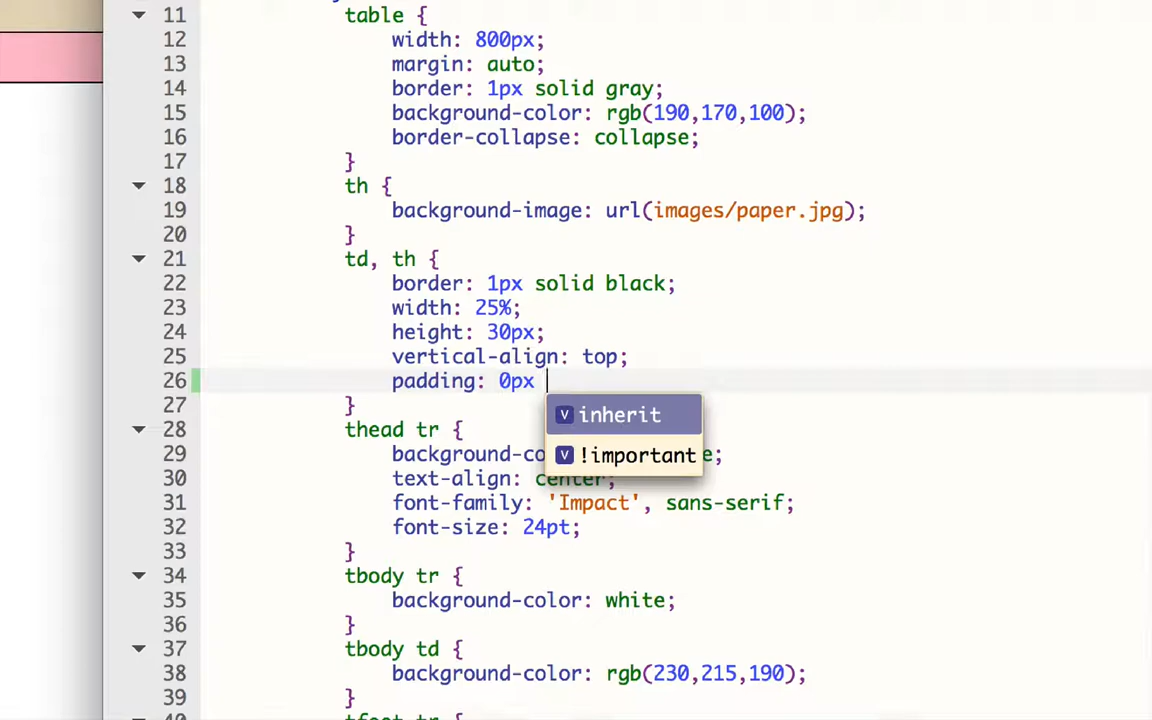 11 table {
12 width: 800px;
13 margin: auto;
14 border: 1px solid gray;
15 background-color: rgb(190,170,100);
16 border-collapse: collapse;
17 }
18 th {
19 background-image: url(images/paper.jpg);
20 }
21 td, th {
22 border: 1px solid black;
23 width: 25%;
24 height: 30px;
25 vertical-align: top;
26 padding: 0px
inherit
27 }
28 thead tr {
29 background-co e;
!important
30 text-align: center;
31 font-family: 'Impact', sans-serif;
32 font-size: 24pt;
33 }
34 tbody tr {
35 background-color: white;
36 }
37 tbody td {
38 background-color: rgb(230,215,190);
39 }
40 tfoot tr {